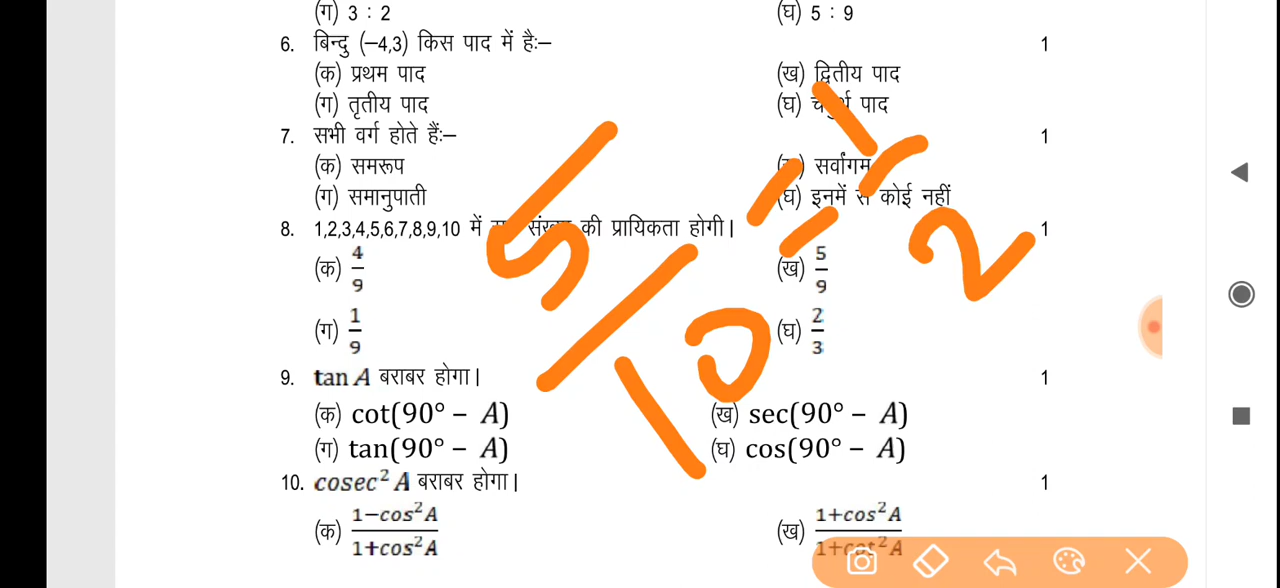 (ग) 3 : 2 (घ) 5 : 9
6. बिन्दु (–4,3) किस पाद में है:– 1
(क) प्रथम पाद (ख) द्वितीय पाद
(ग) तृतीय पाद (घ) चतुर्थ पाद
7. सभी वर्ग होते हैं:– 1
(क) समरूप (ख) सर्वांगम
(ग) समानुपाती (घ) इनमें से कोई नहीं
8. 1,2,3,4,5,6,7,8,9,10 में की प्रायिकता होगी। 1
(क) 4/9 (ख) 5/9
(ग) 1/9 (घ) 2/3
5/10 = 1/2
9. tan A बराबर होगा। 1
(क) cot(90° − A) (ख) sec(90° − A)
(ग) tan(90° − A) (घ) cos(90° − A)
10. cosec² A बराबर होगा। 1
(क) 1−cos²A/1+cos²A (ख) 1+cos²A/1+cot²A